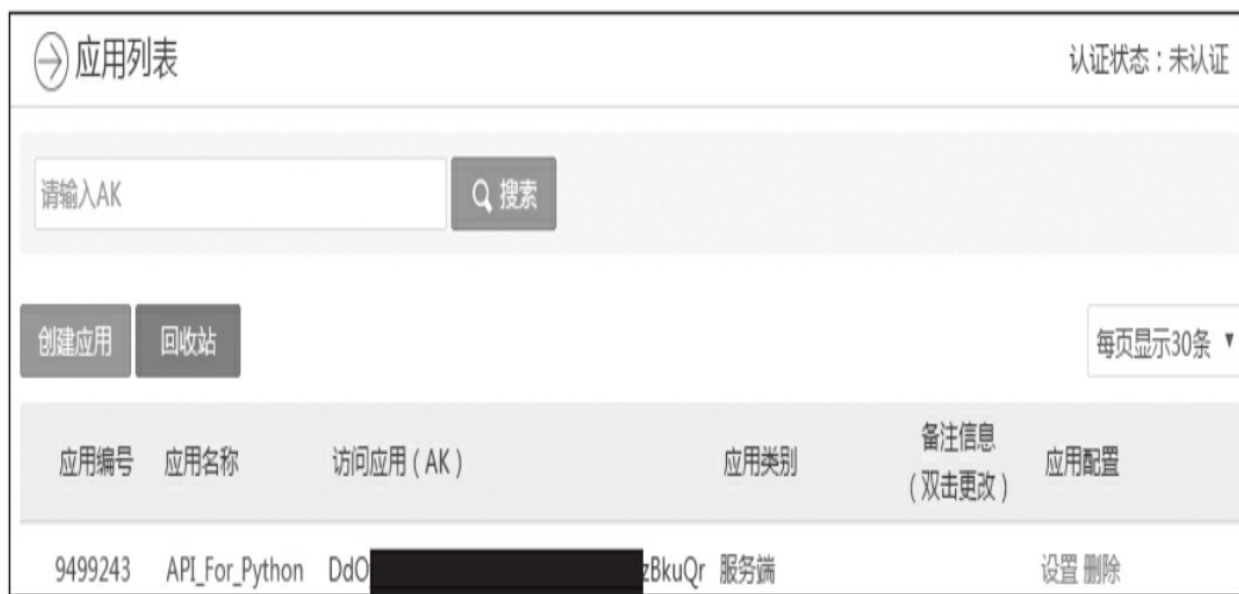 应用列表 认证状态：未认证
请输入AK 搜索
创建应用 回收站 每页显示30条
应用编号 应用名称 访问应用（AK） 应用类别 备注信息 应用配置
（双击更改）
9499243 API_For_Python DdO zBkuQr 服务端 设置 删除